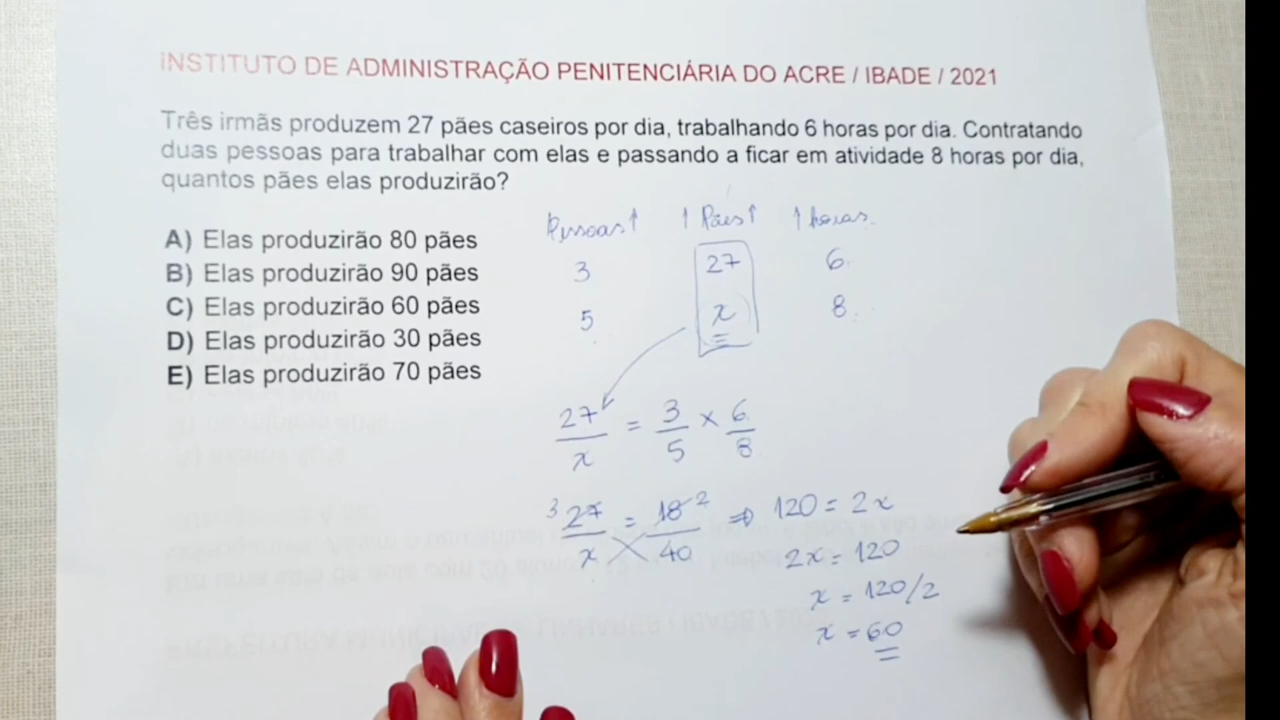 INSTITUTO DE ADMINISTRAÇÃO PENITENCIÁRIA DO ACRE / IBADE / 2021
Três irmãs produzem 27 pães caseiros por dia, trabalhando 6 horas por dia. Contratando
duas pessoas para trabalhar com elas e passando a ficar em atividade 8 horas por dia,
quantos pães elas produzirão?
A) Elas produzirão 80 pães
B) Elas produzirão 90 pães
C) Elas produzirão 60 pães
D) Elas produzirão 30 pães
E) Elas produzirão 70 pães
Pessoas↑ ↑Pães↑ ↑horas
3 27 6
5 x 8
27/x = 3/5 × 6/8
3 27/x = 18/40 2 ⇒ 120 = 2x
2x = 120
x = 120/2
x = 60